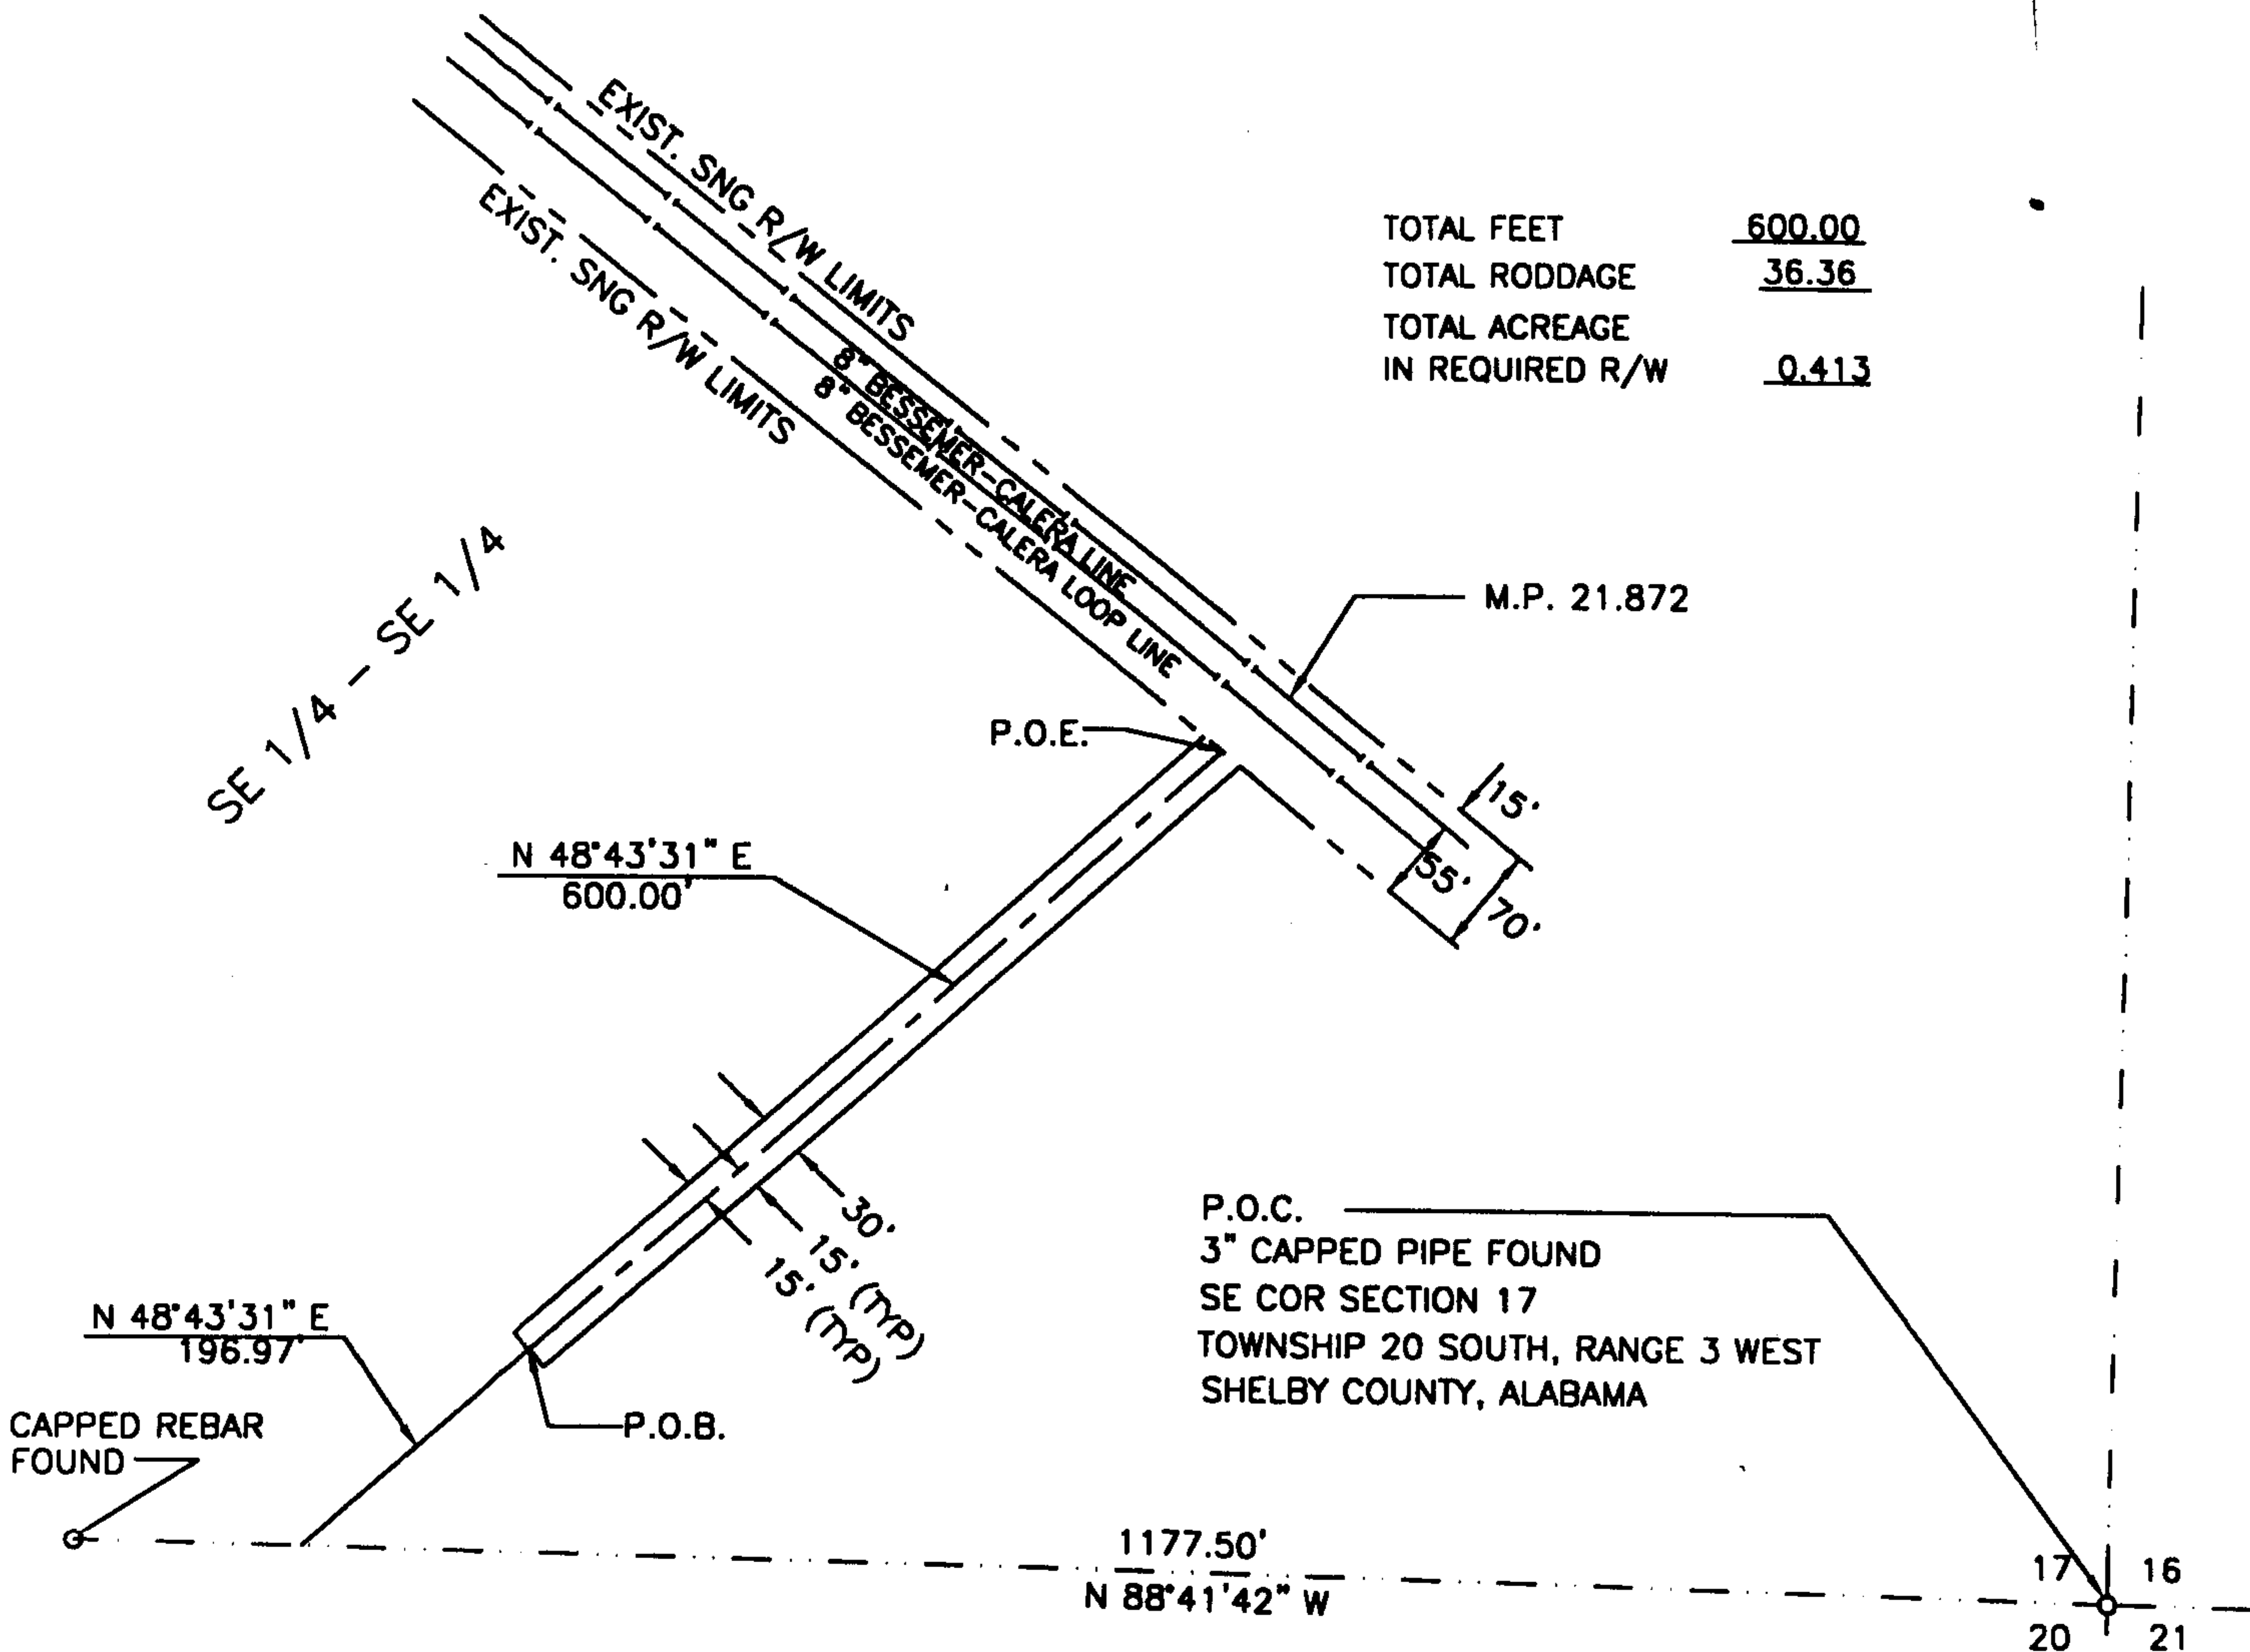 EXIST. SNG R/W LIMITS
EXIST. SNG R/W LIMITS
8" BESSEMER-CALERA LINE
8" BESSEMER-CALERA LOOP LINE
TOTAL FEET 600.00
TOTAL RODDAGE 36.36
TOTAL ACREAGE
IN REQUIRED R/W 0.413
SE 1/4 - SE 1/4
M.P. 21.872
P.O.E.
15'
55'
70'
N 48°43'31" E
600.00'
30'
15' (TYP)
15' (TYP)
P.O.C.
3" CAPPED PIPE FOUND
SE COR SECTION 17
TOWNSHIP 20 SOUTH, RANGE 3 WEST
SHELBY COUNTY, ALABAMA
N 48°43'31" E
196.97'
CAPPED REBAR
FOUND
P.O.B.
1177.50'
N 88°41'42" W
17 16
20 21